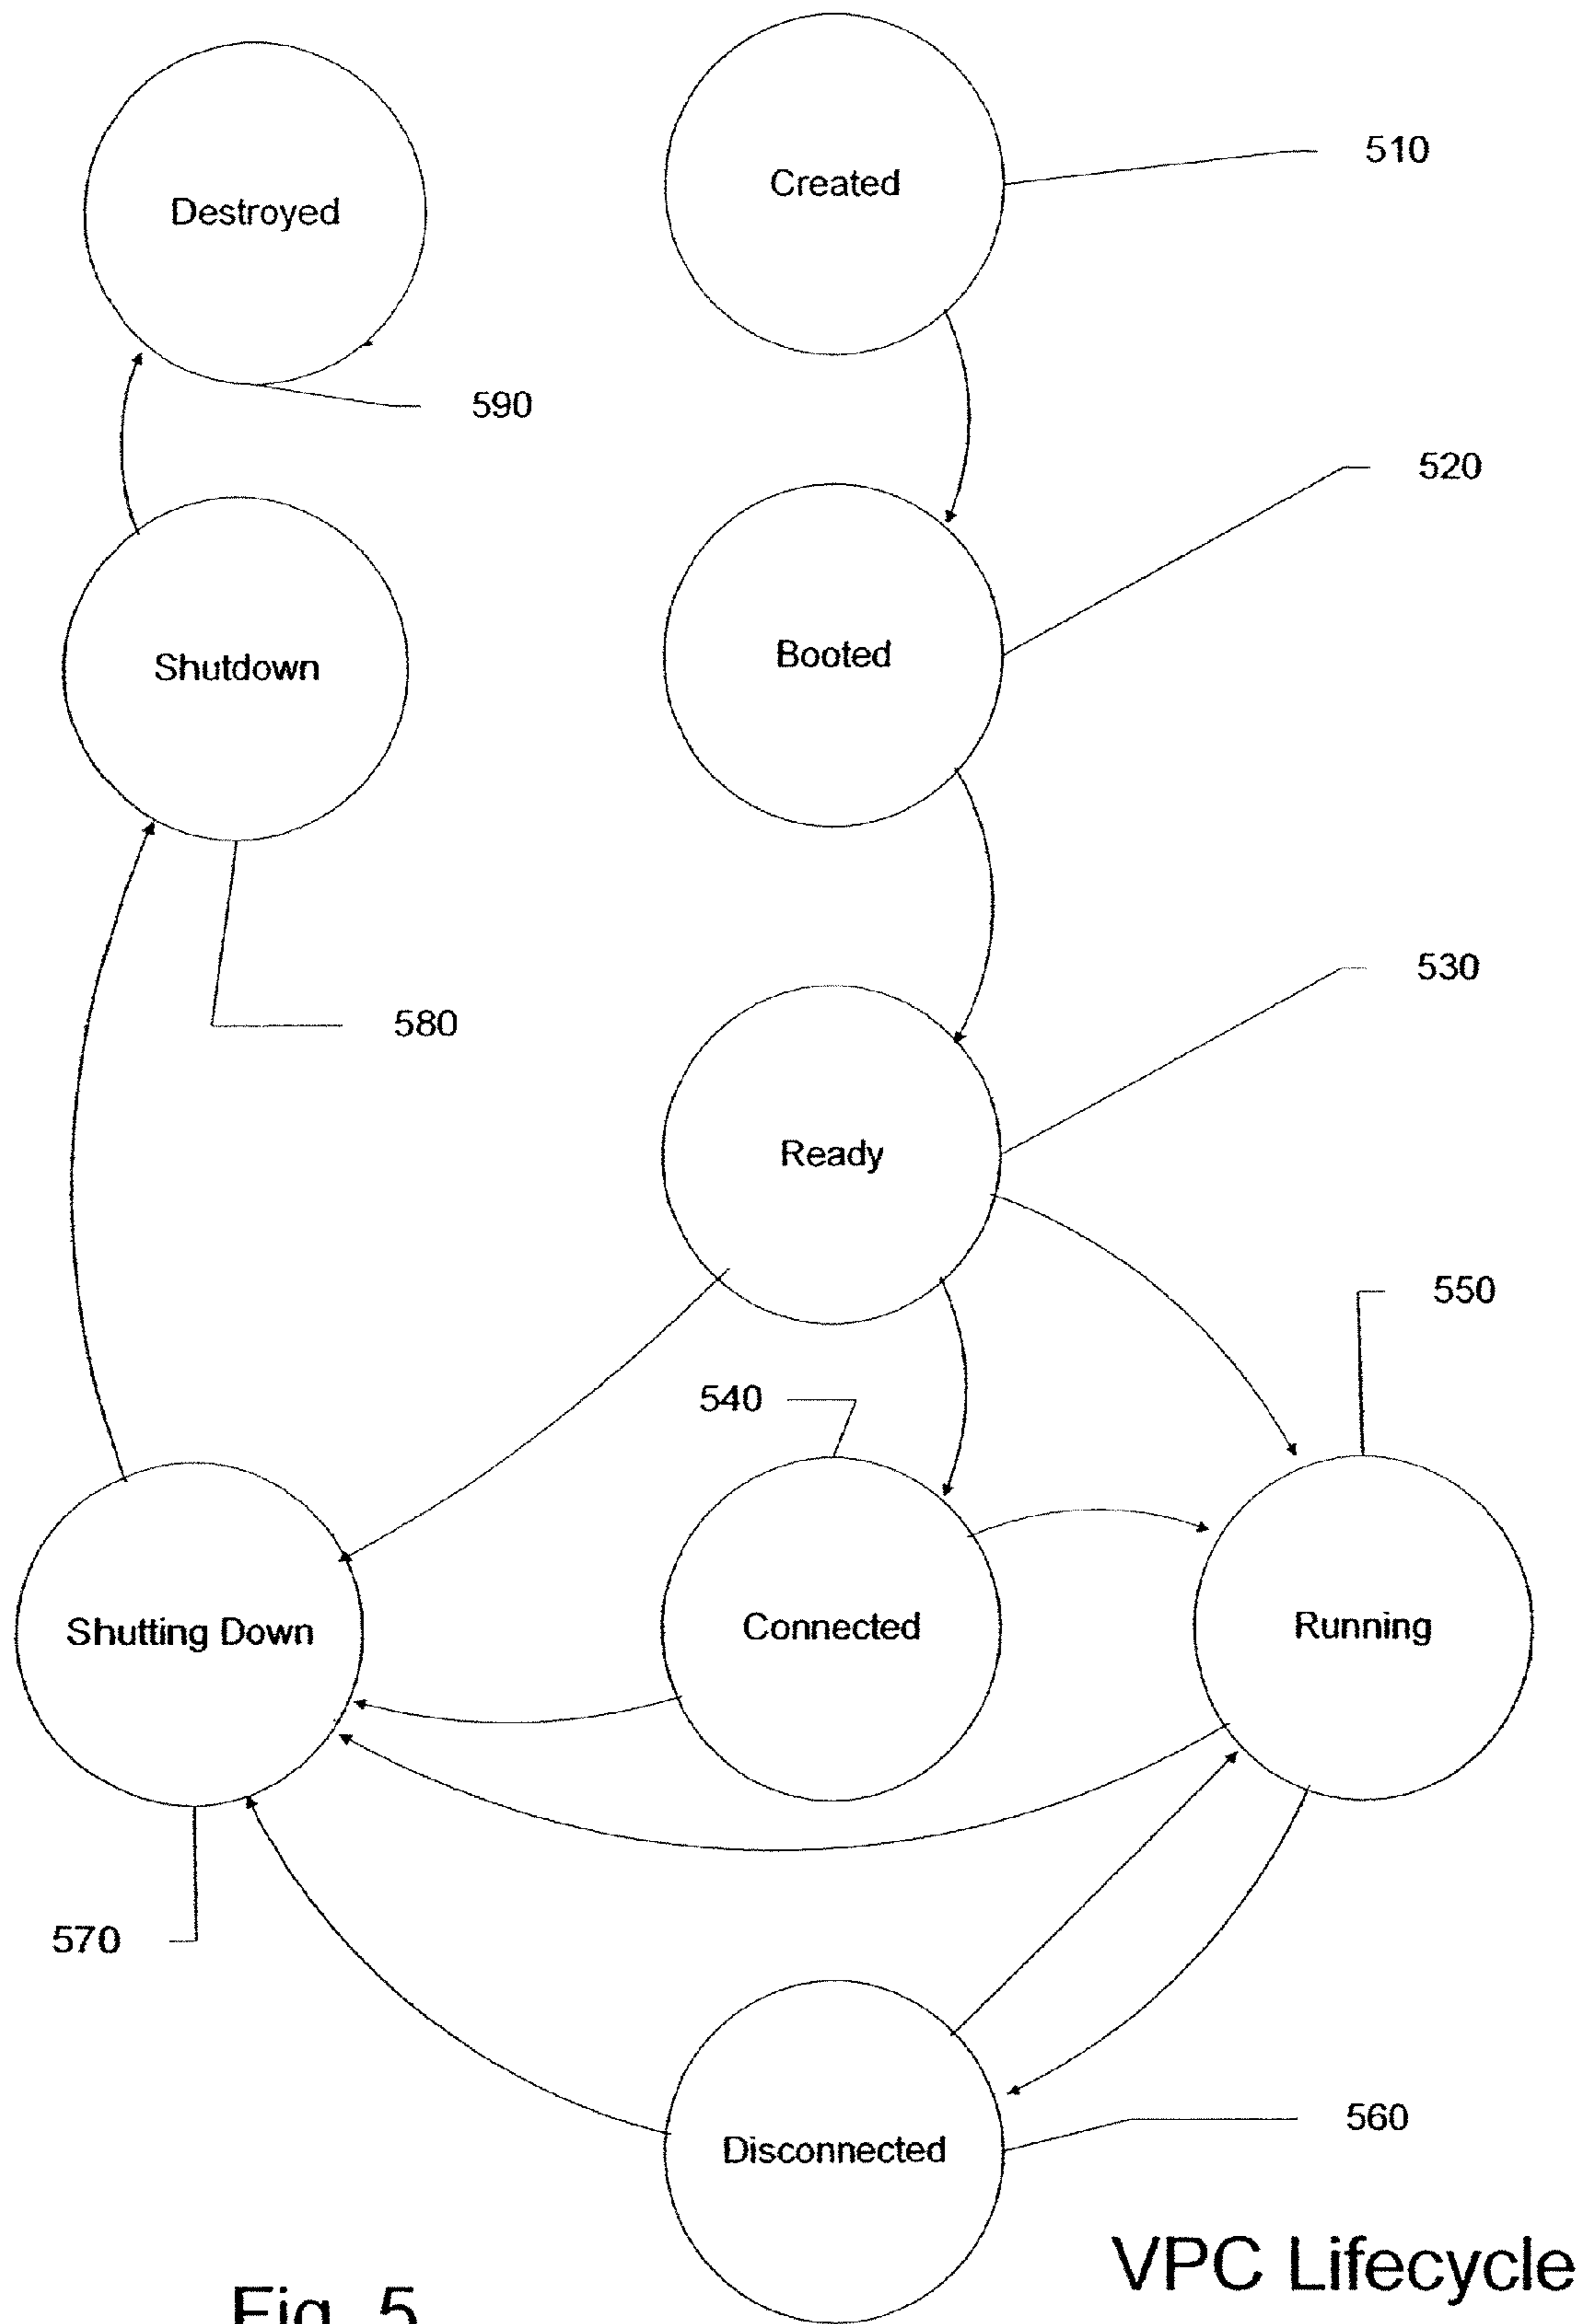 Created
510
Destroyed
590
520
Shutdown
Booted
530
580
Ready
550
540
Shutting Down
Connected
Running
570
560
Disconnected
VPC Lifecycle
Fig. 5